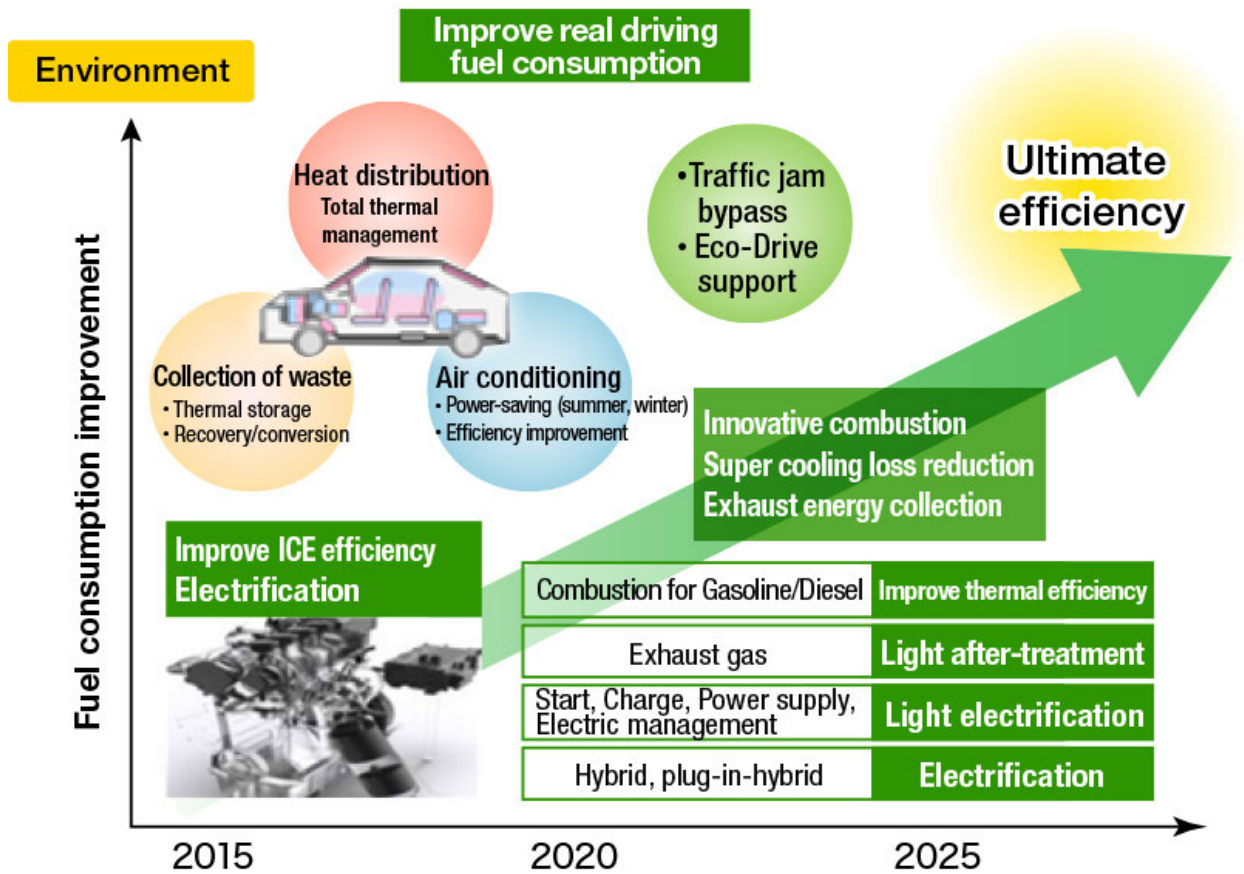 Improve real driving
fuel consumption
Environment
Fuel consumption improvement
Heat distribution
Total thermal
management
Collection of waste
• Thermal storage
• Recovery/conversion
Air conditioning
• Power-saving (summer, winter)
• Efficiency improvement
•Traffic jam
bypass
• Eco-Drive
support
Ultimate
efficiency
Innovative combustion
Super cooling loss reduction
Exhaust energy collection
Improve ICE efficiency
Electrification
Combustion for Gasoline/Diesel
Improve thermal efficiency
Exhaust gas
Light after-treatment
Start, Charge, Power supply,
Electric management
Light electrification
Hybrid, plug-in-hybrid
Electrification
2015
2020
2025